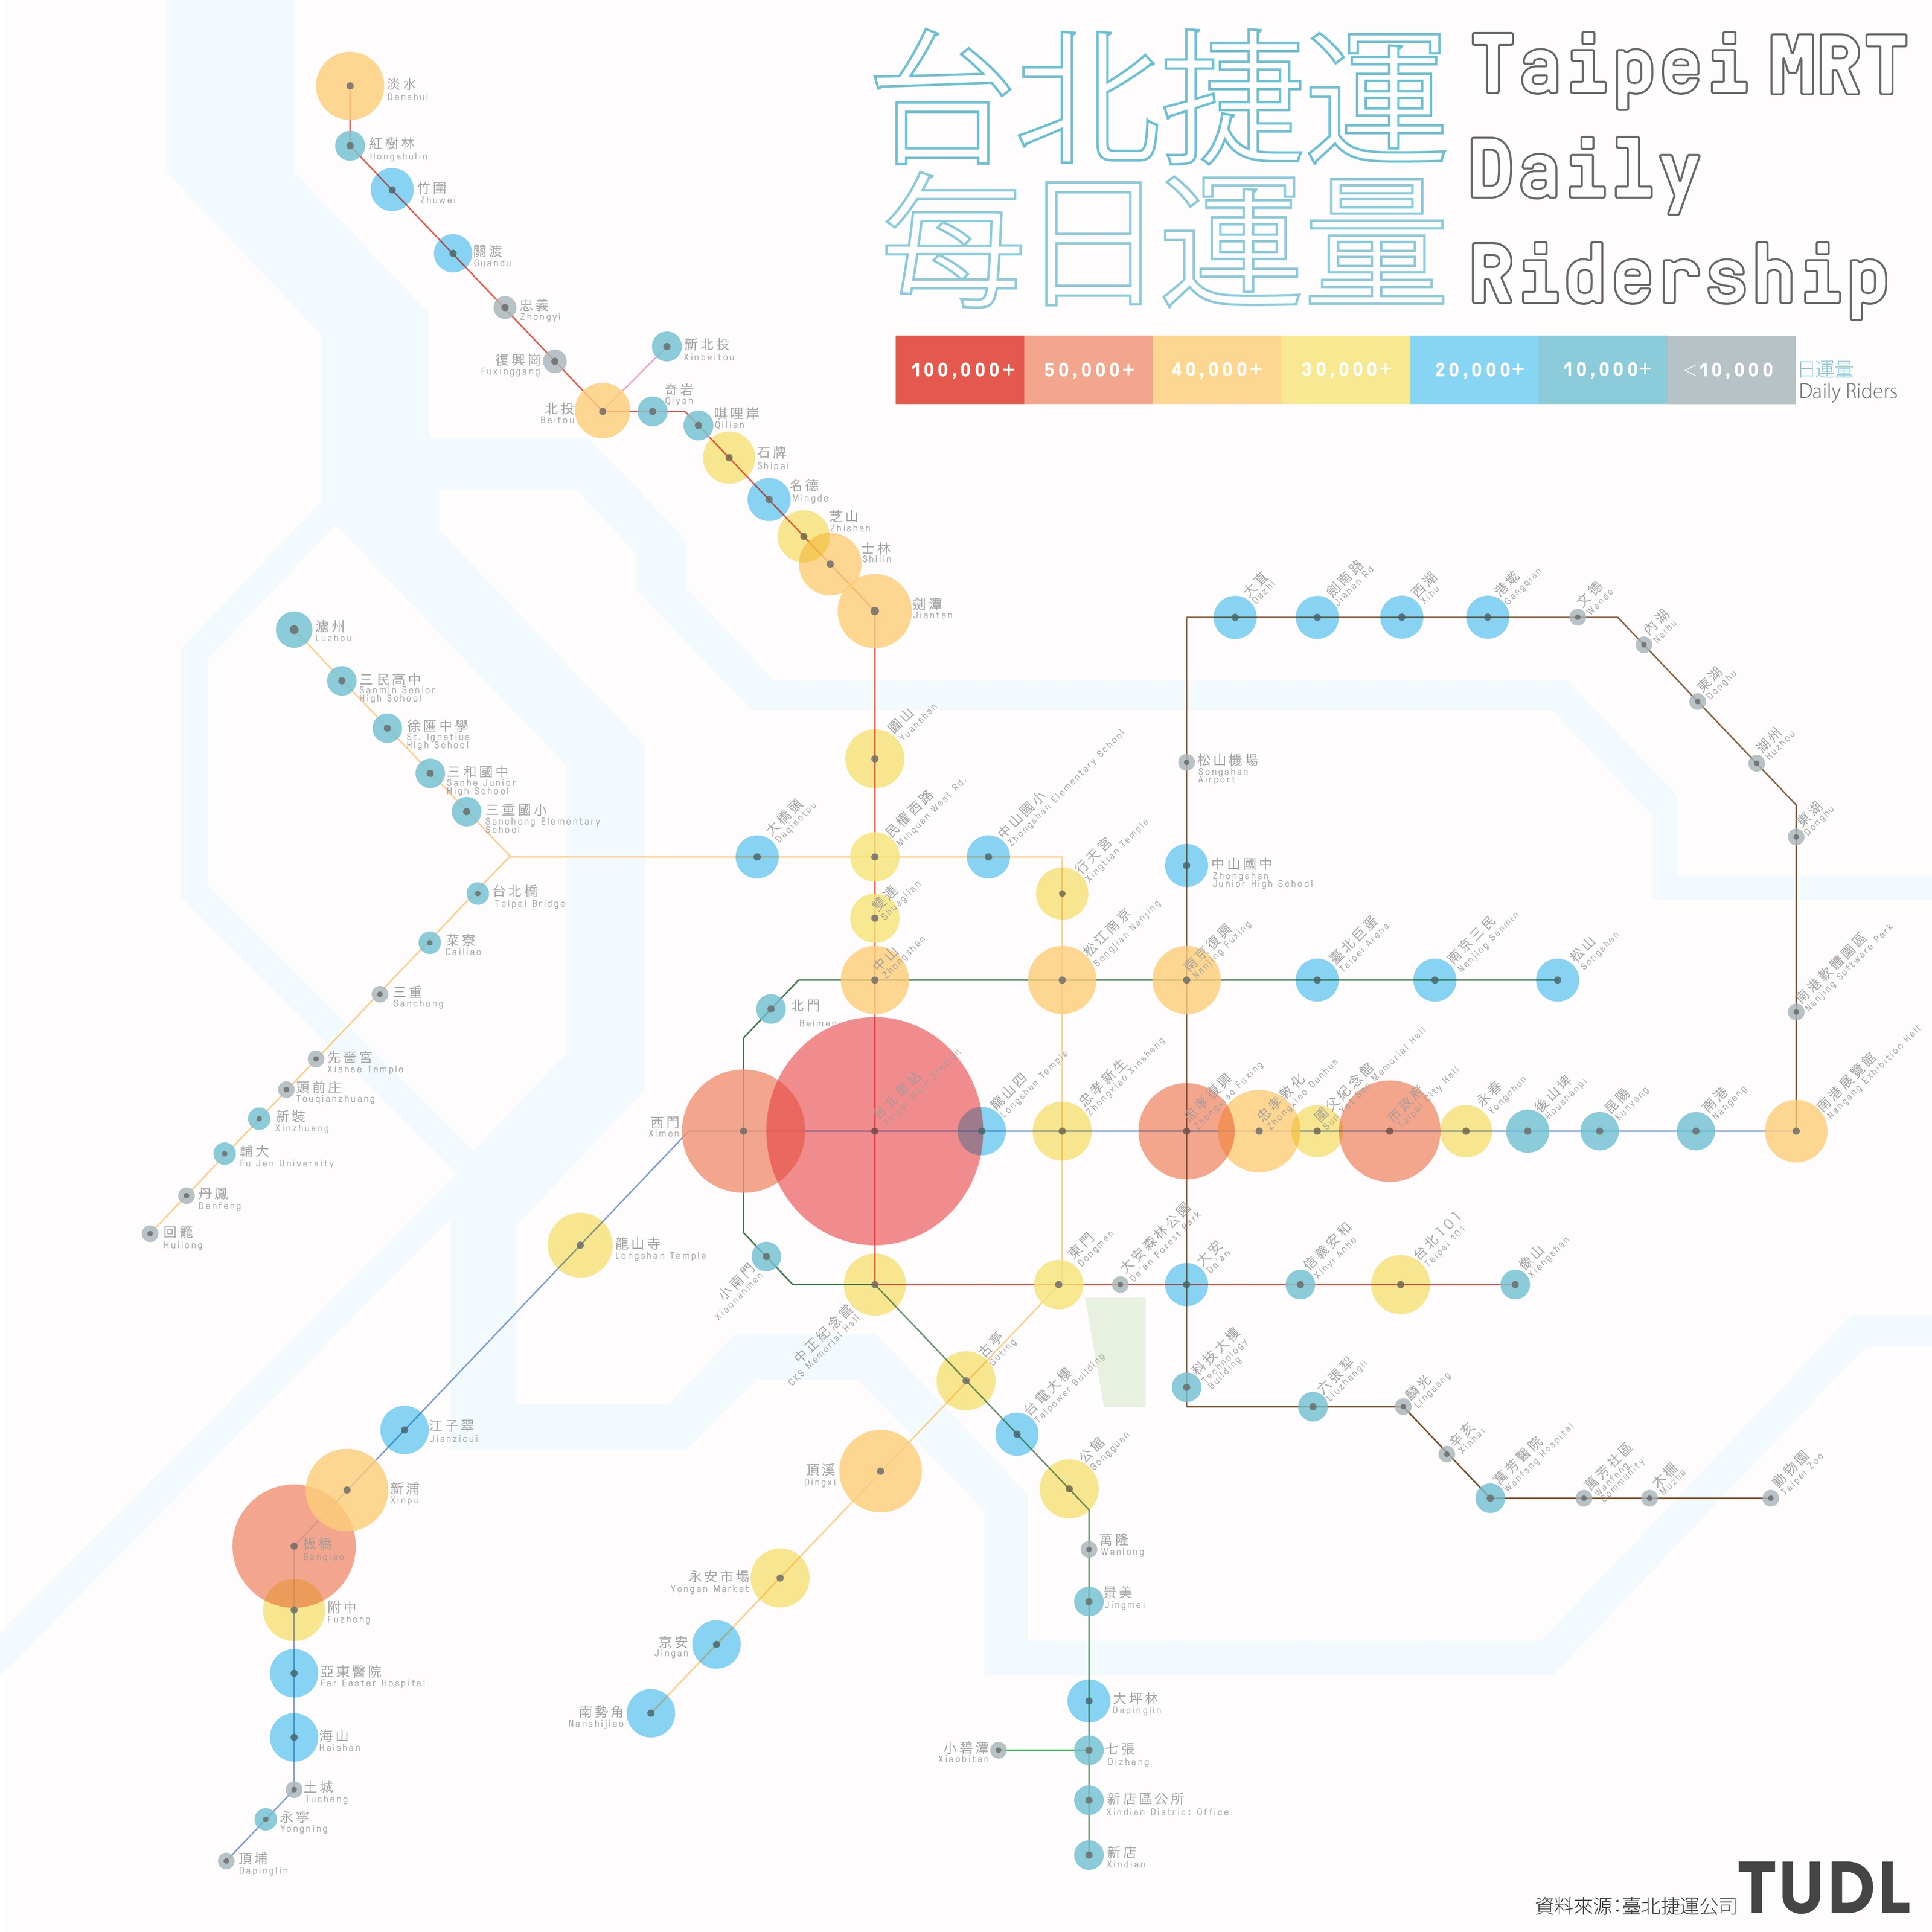 台北捷運
每日運量
Taipei MRT
Daily
Ridership
100,000+ 50,000+ 40,000+ 30,000+ 20,000+ 10,000+ <10,000
日運量
Daily Riders
淡水
Danshui
紅樹林
Hongshulin
竹圍
Zhuwei
關渡
Guandu
忠義
Zhongyi
復興崗
Fuxinggang
新北投
Xinbeitou
北投
Beitou
奇岩
Qiyan
唭哩岸
Qilian
石牌
Shipai
名德
Mingde
芝山
Zhishan
士林
Shilin
劍潭
Jiantan
圓山
Yuanshan
民權西路
Minquan West Rd.
雙連
Shuaglian
中山
Zhongshan
台北車站
Taipei Main Station
瀘州
Luzhou
三民高中
Sanmin Senior
High School
徐匯中學
St. Ignatius
High School
三和國中
Sanhe Junior
High School
三重國小
Sanchong Elementary
School
台北橋
Taipei Bridge
菜寮
Cailiao
三重
Sanchong
先嗇宮
Xianse Temple
頭前庄
Touqianzhuang
新裝
Xinzhuang
輔大
Fu Jen University
丹鳳
Danfeng
回籠
Huilong
大橋頭
Daqiaotou
中山國小
Zhongshan Elementary School
行天宮
Xingtian Temple
松江南京
Songjian Nanjing
大直
Dazhi
劍南路
Jianan Rd
西湖
Xihu
港墘
Gangqian
文德
Wende
內湖
Neihu
東湖
Donghu
湖州
Huzhou
東湖
Donghu
南港軟體園區
Nanjing Software Park
南港展覽館
Nangang Exhibition Hall
松山機場
Songshan
Airport
中山國中
Zhongshan
Junior High School
南京復興
Nanjing Fuxing
臺北巨蛋
Taipei Arena
南京三民
Nanjing Sanmin
松山
Songshan
北門
Beimen
西門
Ximen
龍山四
Longshan Temple
忠孝新生
Zhongxiao Xinsheng
忠孝復興
Zhongxiao Fuxing
忠孝敦化
Zhongxiao Dunhua
國父紀念館
Sun Yat-Sen Memorial Hall
市政府
Taipei City Hall
永春
Yongchun
後山埤
Houshanpi
昆陽
Kunyang
南港
Nangang
龍山寺
Longshan Temple
小南門
Xiaonanmen
中正紀念當
CKS Memorial Hall
東門
Dongmen
大安森林公園
Da'an Forest Park
大安
Da'an
信義安和
Xinyi Anhe
台北101
Taipei 101
像山
Xiangshan
科技大樓
Technology
Building
六張犁
Liuzhangli
麟光
Linguang
辛亥
Xinhai
萬芳醫院
Wanfang Hospital
萬芳社區
Wanfang
Community
木柵
Muzha
動物園
Taipei Zoo
古亭
Guting
台電大樓
Taipower Building
公館
Gongguan
萬隆
Wanlong
景美
Jingmei
大坪林
Dapinglin
小碧潭
Xiaobitan
七張
Qizhang
新店區公所
Xindian District Office
新店
Xindian
頂溪
Dingxi
永安市場
Yongan Market
京安
Jingan
南勢角
Nanshijiao
江子翠
Jianzicui
新浦
Xinpu
板橋
Banqiao
附中
Fuzhong
亞東醫院
Far Easter Hospital
海山
Haishan
土城
Tucheng
永寧
Yongning
頂埔
Dapinglin
資料來源:臺北捷運公司 TUDL